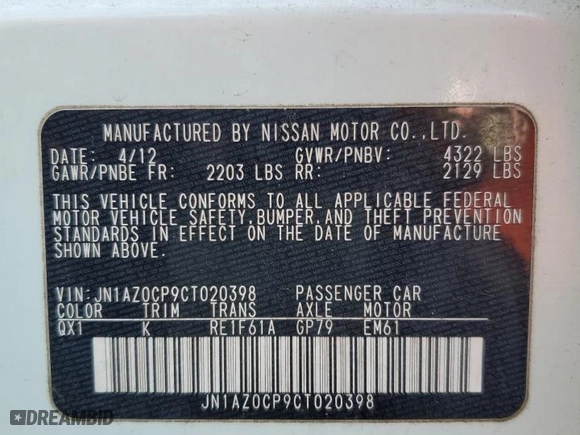 MANUFACTURED BY NISSAN MOTOR CO.,LTD.
DATE: 4/12 GVWR/PNBV: 4322 LBS
GAWR/PNBE FR: 2203 LBS RR: 2129 LBS
THIS VEHICLE CONFORMS TO ALL APPLICABLE FEDERAL
MOTOR VEHICLE SAFETY,BUMPER,AND THEFT PREVENTION
STANDARDS IN EFFECT ON THE DATE OF MANUFACTURE
SHOWN ABOVE.
VIN:JN1AZ0CP9CT020398 PASSENGER CAR
COLOR TRIM TRANS AXLE MOTOR
QX1 K RE1F61A GP79 EM61
JN1AZ0CP9CT020398
DREAMBID